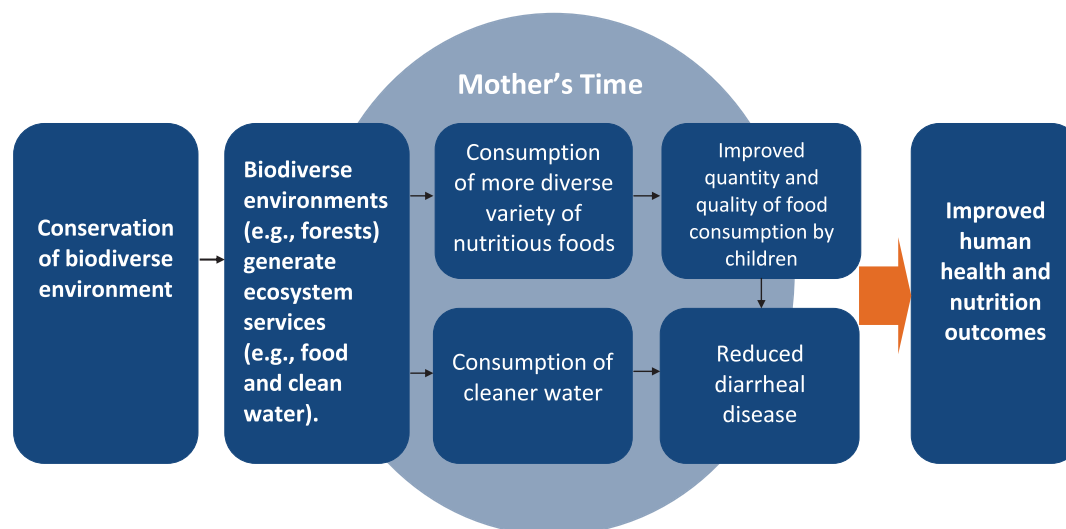 Mother’s Time
Conservation
of biodiverse
environment
Biodiverse
environments
(e.g., forests)
generate
ecosystem
services
(e.g., food
and clean
water).
Consumption
of more diverse
variety of
nutritious foods
Improved
quantity and
quality of food
consumption by
children
Consumption of
cleaner water
Reduced
diarrheal
disease
Improved
human
health and
nutrition
outcomes